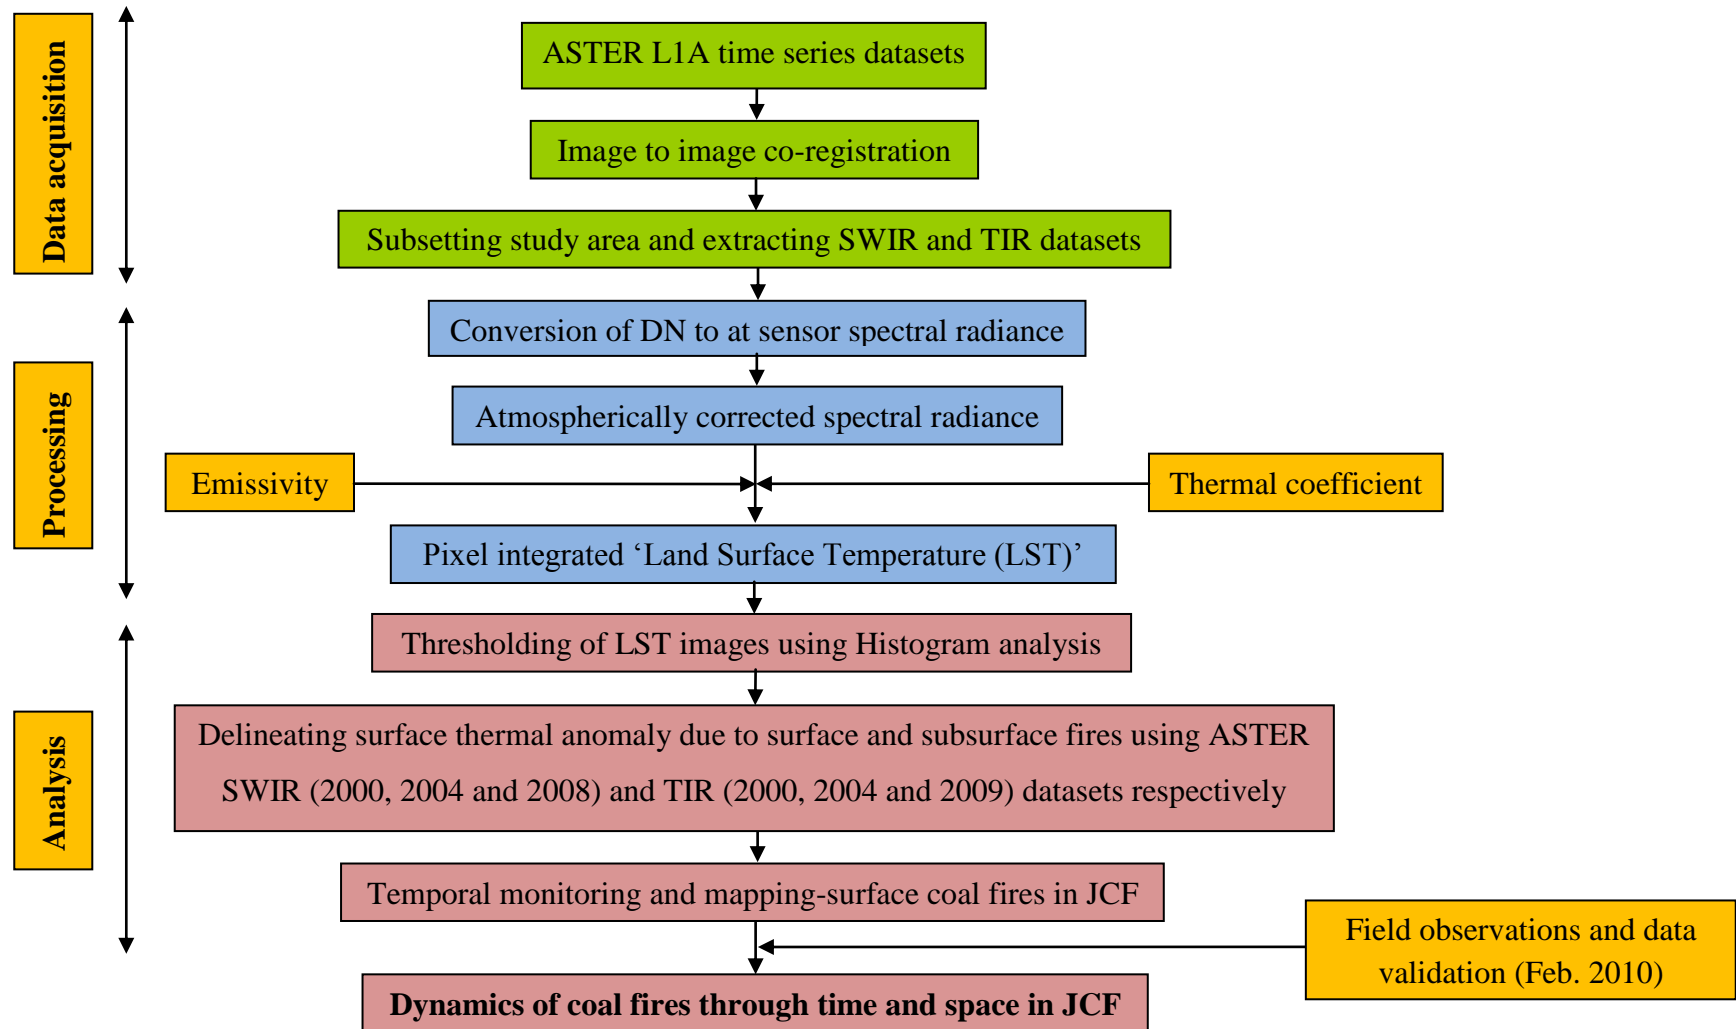 Data acquisition
ASTER L1A time series datasets
Image to image co-registration
Subsetting study area and extracting SWIR and TIR datasets
Processing
Conversion of DN to at sensor spectral radiance
Atmospherically corrected spectral radiance
Emissivity
Thermal coefficient
Pixel integrated ‘Land Surface Temperature (LST)’
Analysis
Thresholding of LST images using Histogram analysis
Delineating surface thermal anomaly due to surface and subsurface fires using ASTER
SWIR (2000, 2004 and 2008) and TIR (2000, 2004 and 2009) datasets respectively
Temporal monitoring and mapping-surface coal fires in JCF
Field observations and data
validation (Feb. 2010)
Dynamics of coal fires through time and space in JCF